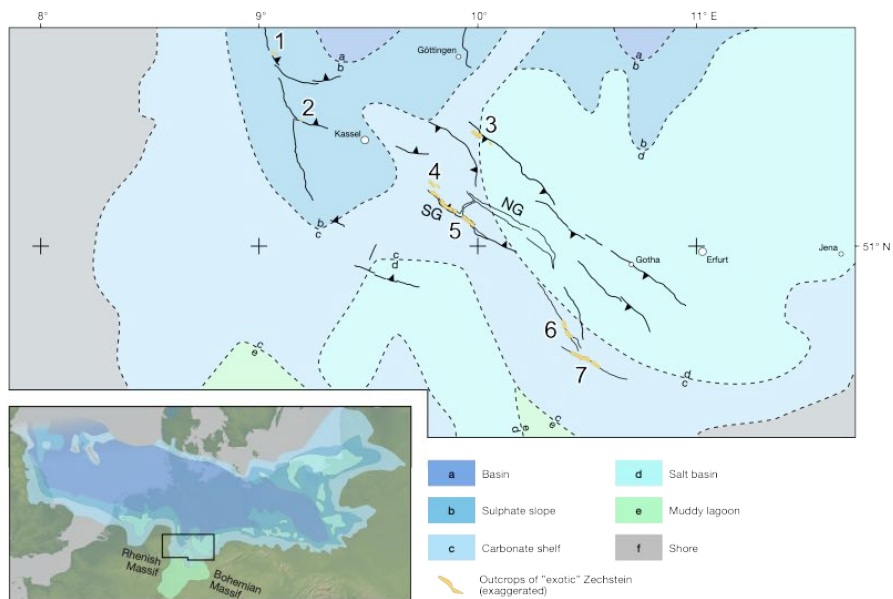 8°
9°
10°
11° E
1
a
b
Göttingen
a
b
2
Kassel
3
b
d
4
SG
NG
5
b
c
c
d
51° N
Jena
Gotha
Erfurt
6
7
c
e
d
c
d
e
c
e
Rhenish
Massif
Bohemian
Massif
a Basin
b Sulphate slope
c Carbonate shelf
d Salt basin
e Muddy lagoon
f Shore
Outcrops of "exotic" Zechstein
(exaggerated)